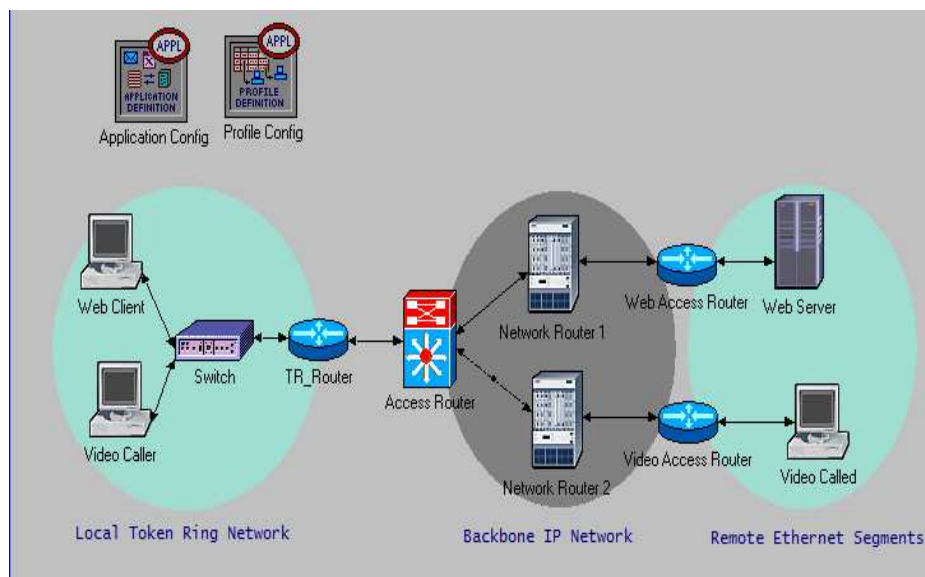 APPL
APPLICATION
DEFINITION
Application Config
APPL
PROFILE
DEFINITION
Profile Config
Web Client
Video Caller
Switch
TR_Router
Access Router
Network Router 1
Network Router 2
Web Access Router
Web Server
Video Access Router
Video Called
Local Token Ring Network
Backbone IP Network
Remote Ethernet Segments